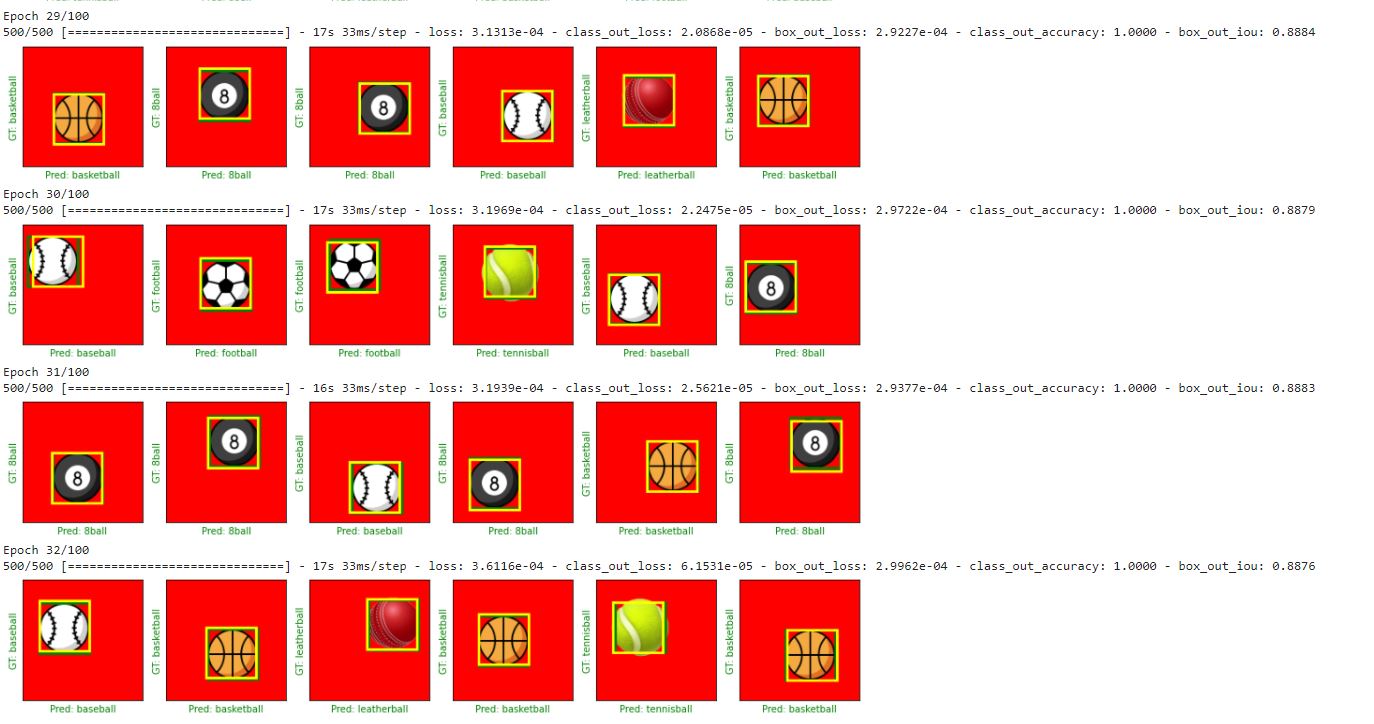 Epoch 29/100
500/500 [==============================] - 17s 33ms/step - loss: 3.1313e-04 - class_out_loss: 2.0868e-05 - box_out_loss: 2.9227e-04 - class_out_accuracy: 1.0000 - box_out_iou: 0.8884
GT: basketball GT: 8ball GT: 8ball GT: baseball GT: leatherball GT: basketball
8 8
Pred: basketball Pred: 8ball Pred: 8ball Pred: baseball Pred: leatherball Pred: basketball
Epoch 30/100
500/500 [==============================] - 17s 33ms/step - loss: 3.1969e-04 - class_out_loss: 2.2475e-05 - box_out_loss: 2.9722e-04 - class_out_accuracy: 1.0000 - box_out_iou: 0.8879
GT: baseball GT: football GT: football GT: tennisball GT: baseball GT: 8ball
8
Pred: baseball Pred: football Pred: football Pred: tennisball Pred: baseball Pred: 8ball
Epoch 31/100
500/500 [==============================] - 16s 33ms/step - loss: 3.1939e-04 - class_out_loss: 2.5621e-05 - box_out_loss: 2.9377e-04 - class_out_accuracy: 1.0000 - box_out_iou: 0.8883
GT: 8ball GT: 8ball GT: baseball GT: 8ball GT: basketball GT: 8ball
8 8 8 8
Pred: 8ball Pred: 8ball Pred: baseball Pred: 8ball Pred: basketball Pred: 8ball
Epoch 32/100
500/500 [==============================] - 17s 33ms/step - loss: 3.6116e-04 - class_out_loss: 6.1531e-05 - box_out_loss: 2.9962e-04 - class_out_accuracy: 1.0000 - box_out_iou: 0.8876
GT: baseball GT: basketball GT: leatherball GT: basketball GT: tennisball GT: basketball
Pred: baseball Pred: basketball Pred: leatherball Pred: basketball Pred: tennisball Pred: basketball